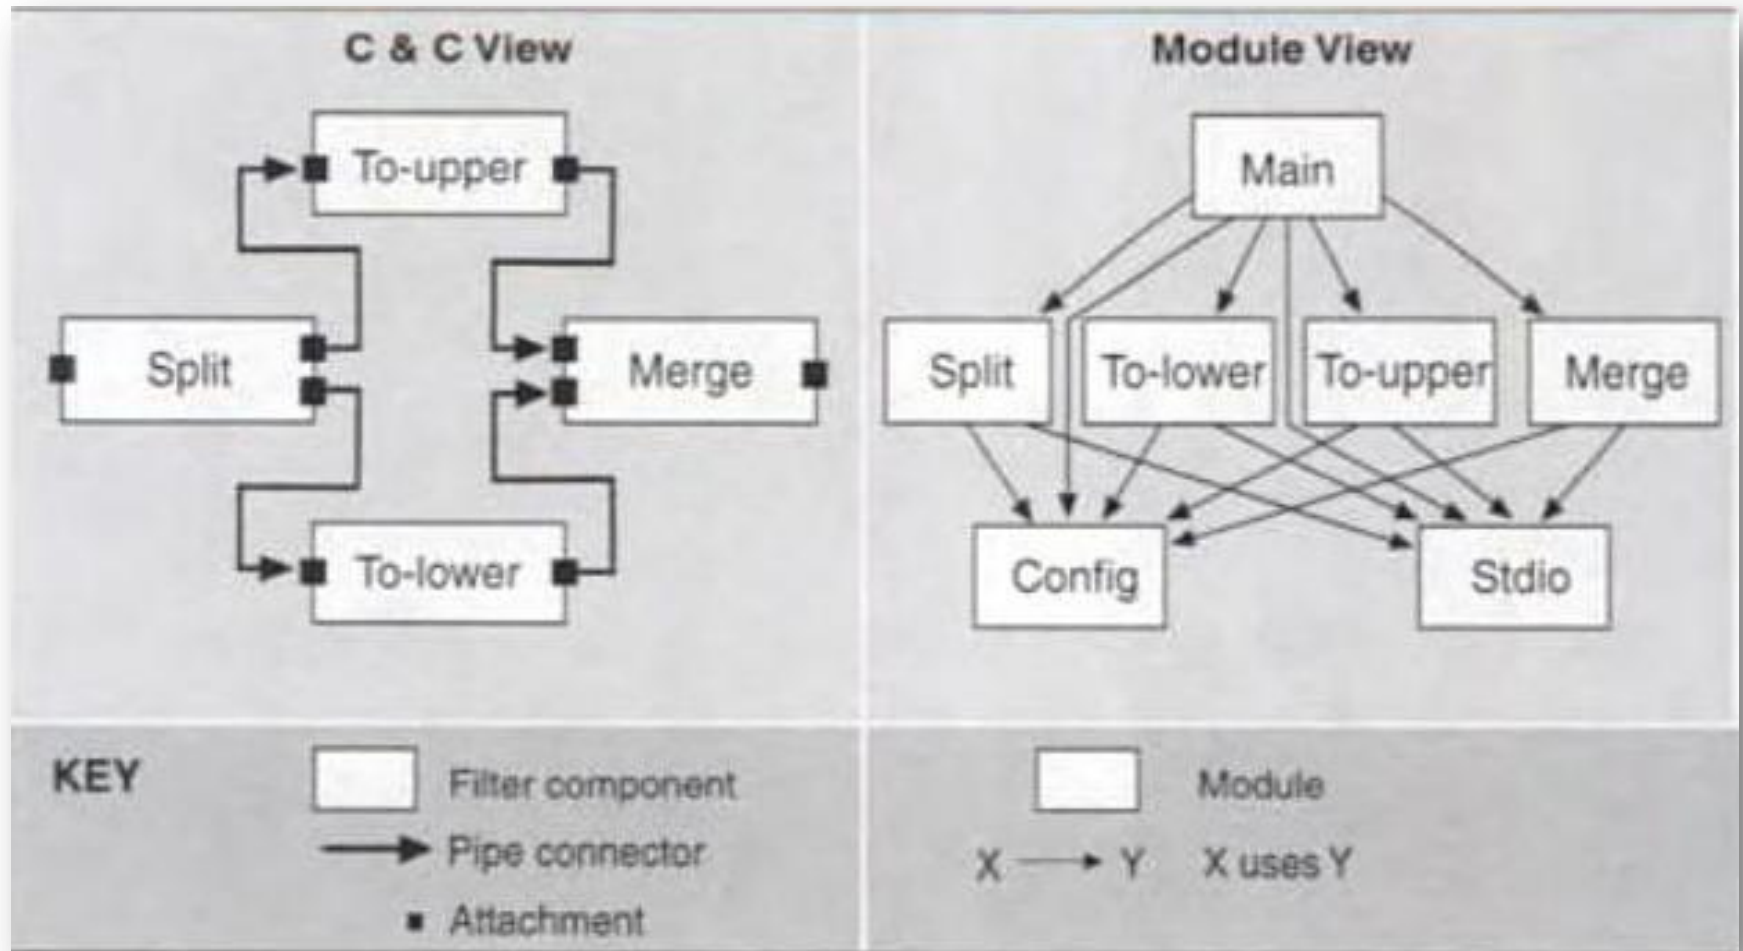 C & C View
To-upper
Split
Merge
To-lower
Module View
Main
Split
To-lower
To-upper
Merge
Config
Stdio
KEY
Filter component
Pipe connector
Attachment
Module
X
Y
X uses Y